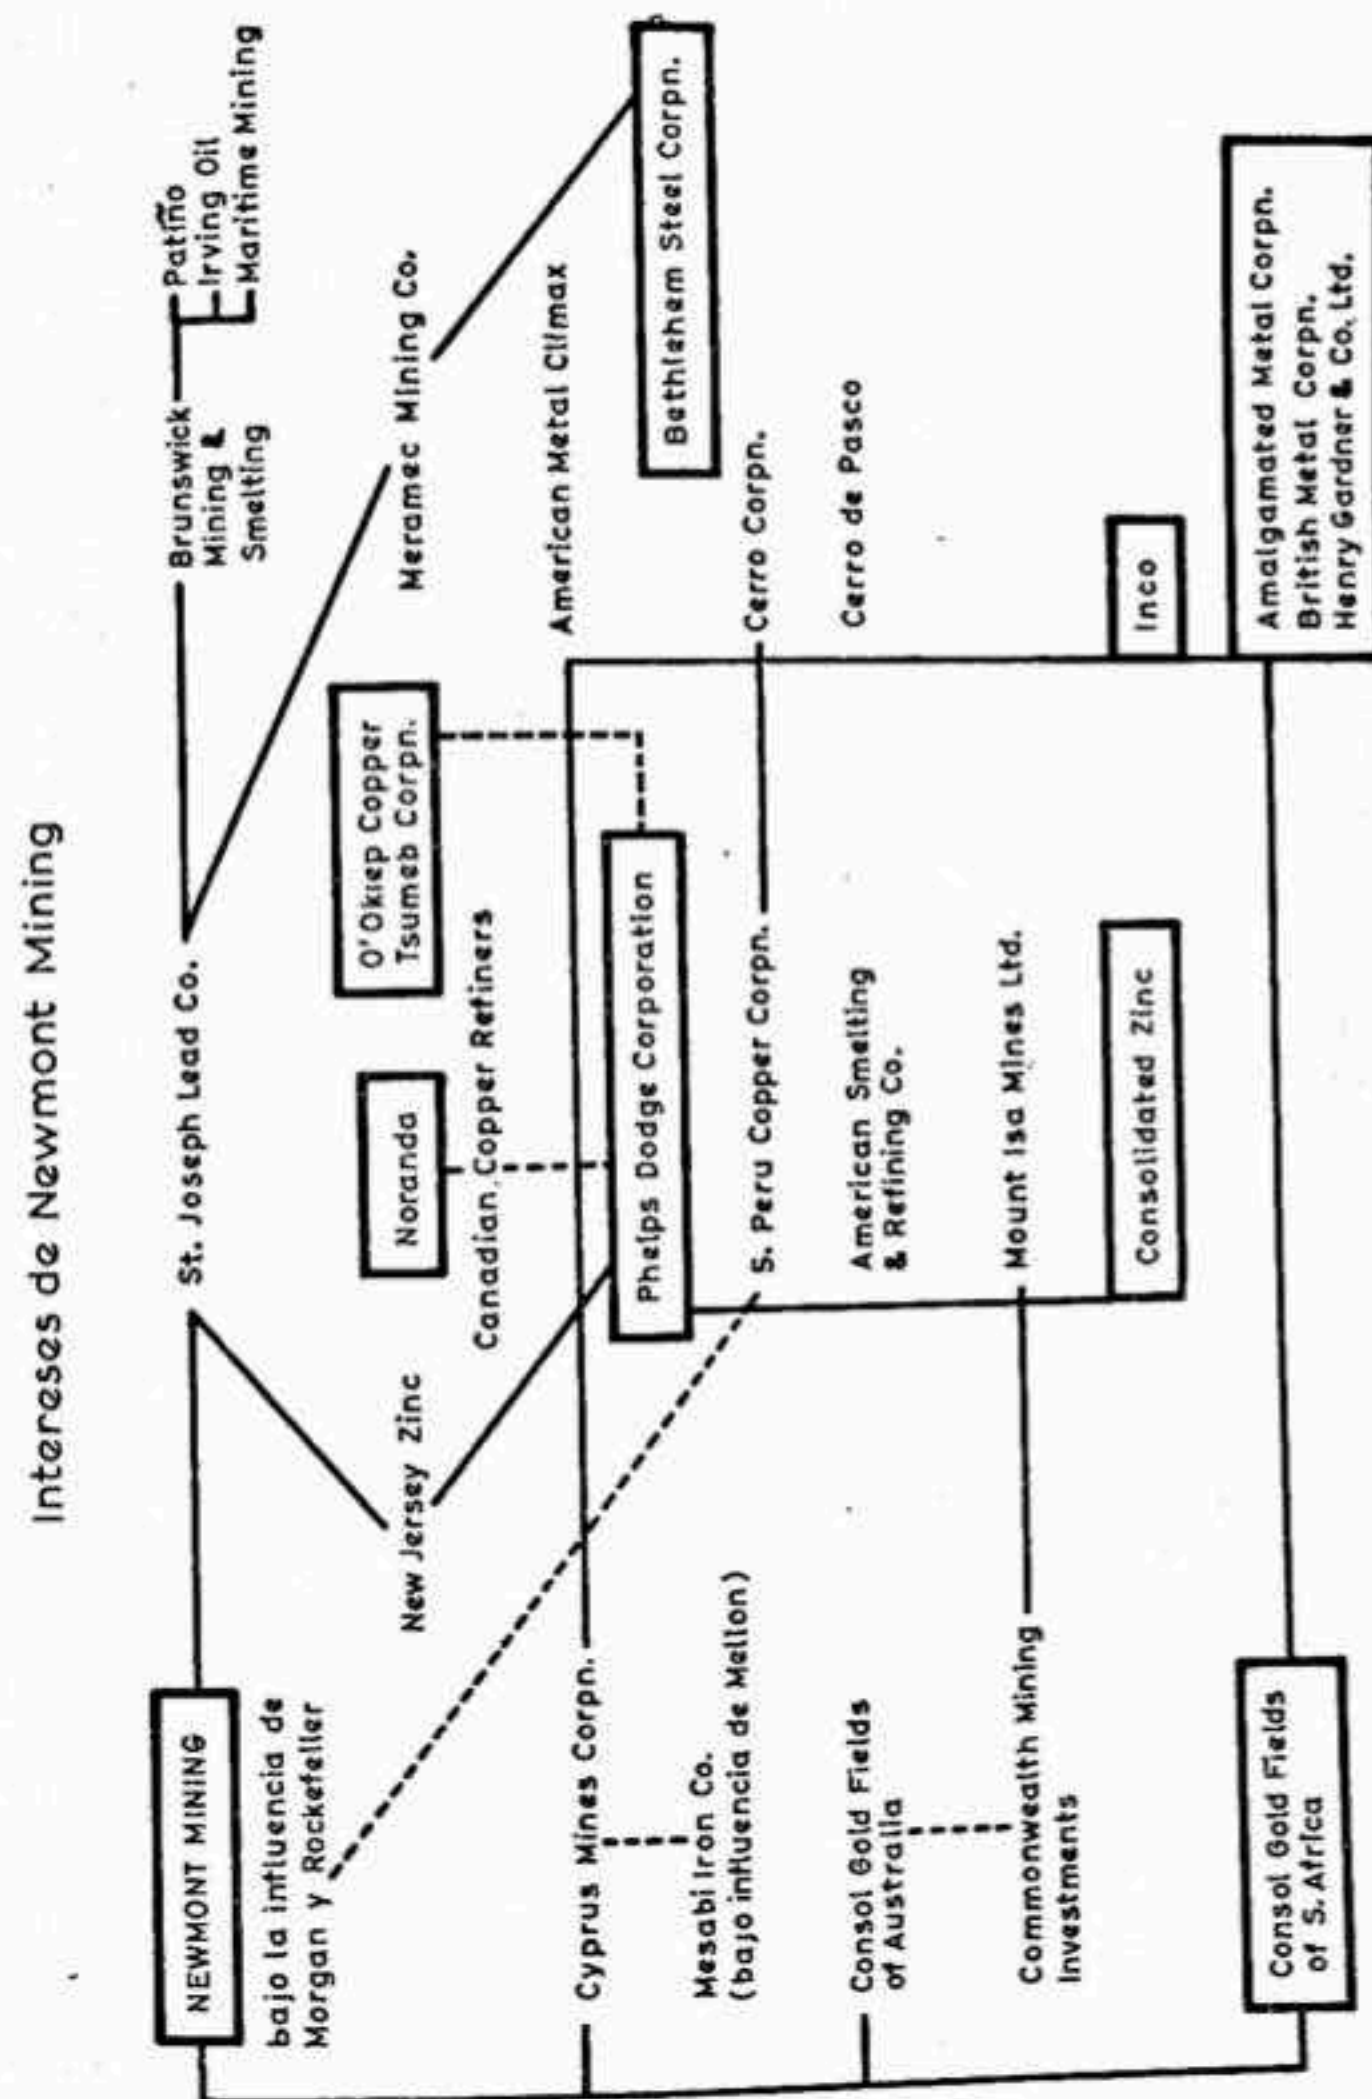 Intereses de Newmont Mining
NEWMONT MINING
bajo la influencia de
Morgan y Rockefeller
St. Joseph Lead Co.
Brunswick
Mining &
Smelting
Patiño
Irving Oil
Maritime Mining
New Jersey Zinc
Noranda
O'Okiep Copper
Tsumeb Corpn.
Meramec Mining Co.
Canadian Copper Refiners
American Metal Climax
Cyprus Mines Corpn.
Phelps Dodge Corporation
Bethlehem Steel Corpn.
Mesabi Iron Co.
(bajo influencia de Mellon)
S. Peru Copper Corpn.
Cerro Corpn.
Consol Gold Fields
of Australia
American Smelting
& Refining Co.
Cerro de Pasco
Commonwealth Mining
Investments
Mount Isa Mines Ltd.
Consolidated Zinc
Inco
Consol Gold Fields
of S. Africa
Amalgamated Metal Corpn.
British Metal Corpn.
Henry Gardner & Co. Ltd.